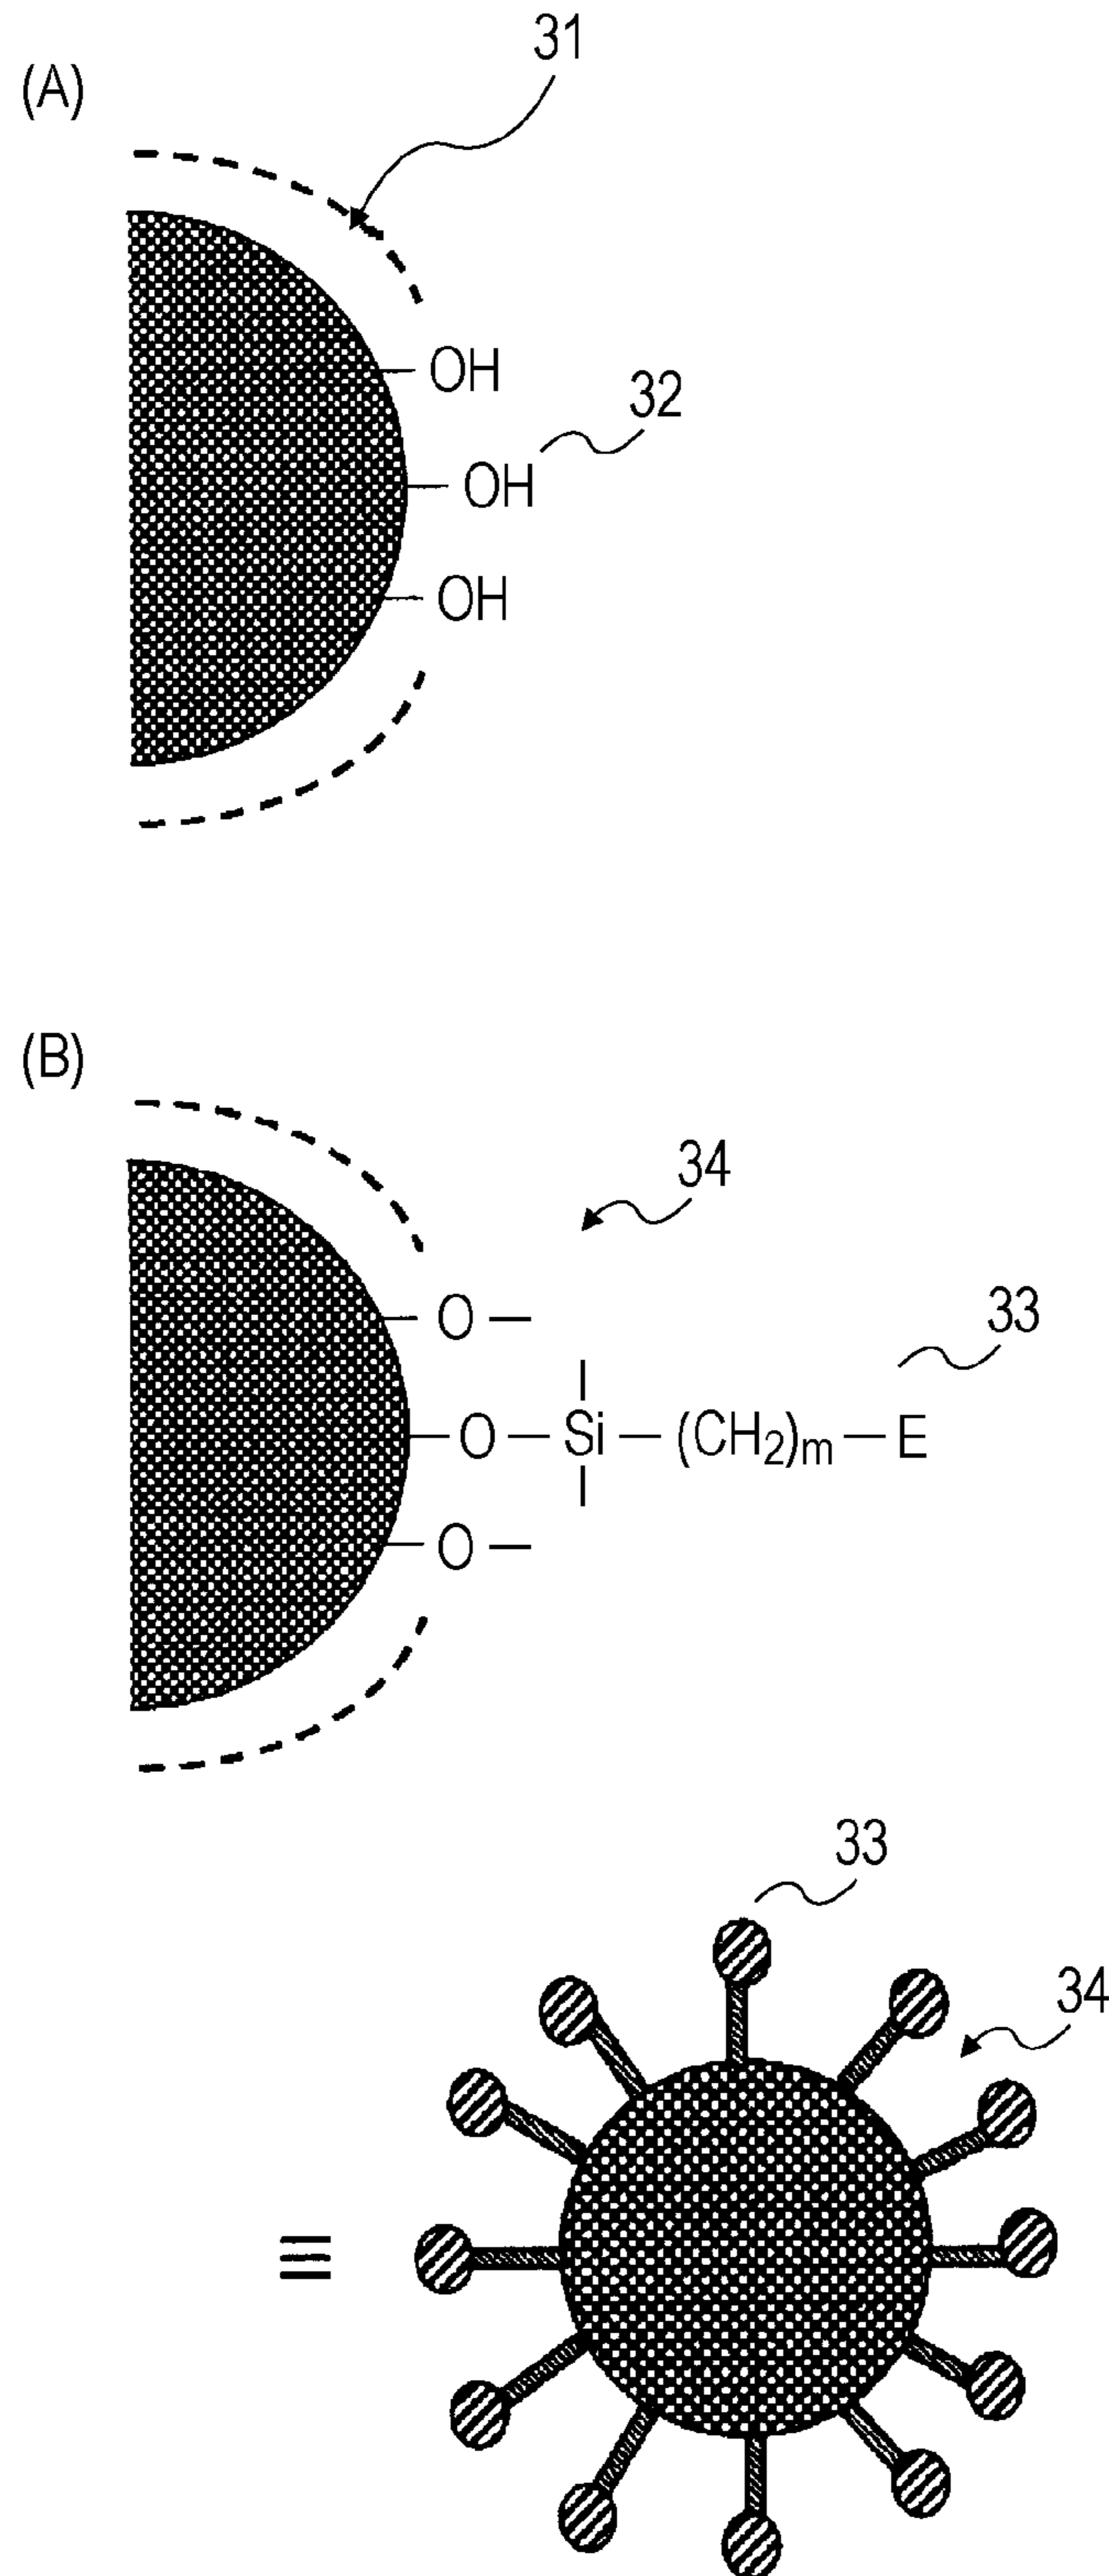 31
(A)
OH
32
OH
OH
(B)
34
O —
33
— O — Si — (CH2)m — E
O —
33
34
≡